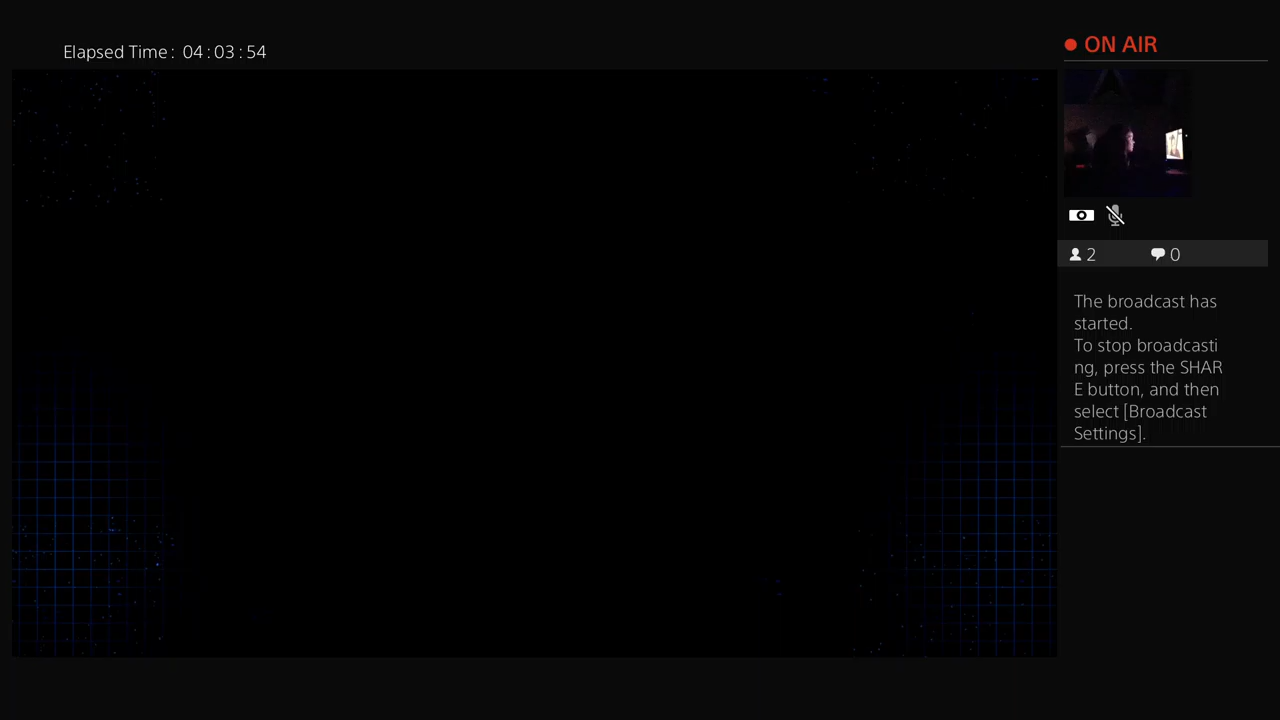 Elapsed Time: 04:03:54
ON AIR
2 0
The broadcast has
started.
To stop broadcasti
ng, press the SHAR
E button, and then
select [Broadcast
Settings].